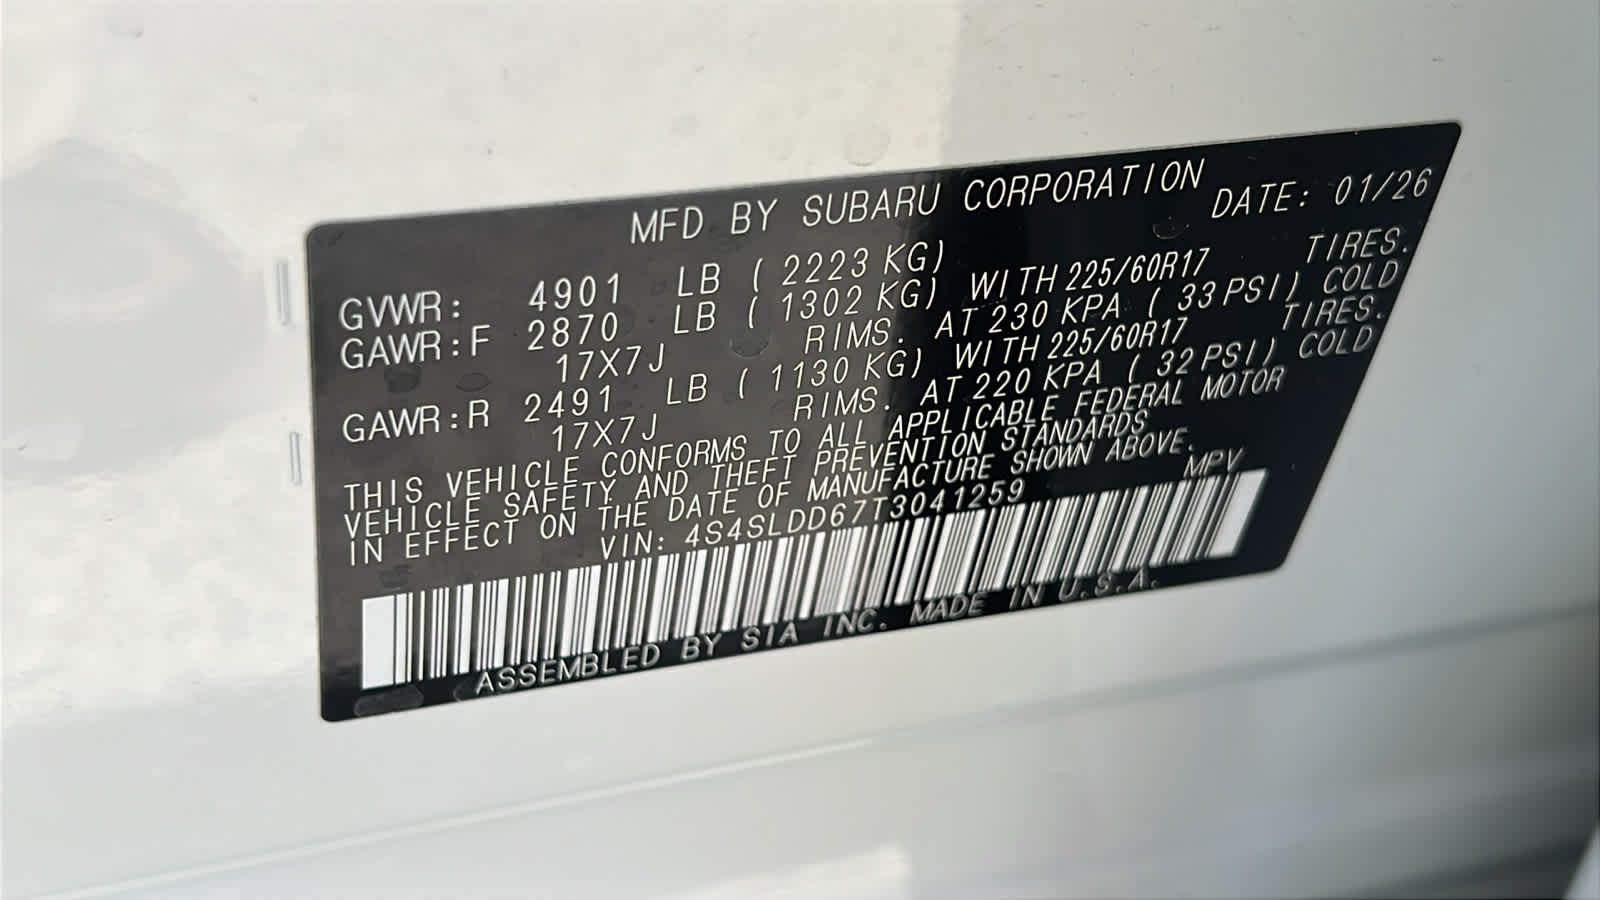 MFD BY SUBARU CORPORATION DATE: 01/26
GVWR: 4901 LB ( 2223 KG)
GAWR:F 2870 LB ( 1302 KG) WITH 225/60R17 TIRES.
17X7J RIMS. AT 230 KPA ( 33 PSI) COLD
GAWR:R 2491 LB ( 1130 KG) WITH 225/60R17 TIRES.
17X7J RIMS. AT 220 KPA ( 32 PSI) COLD
THIS VEHICLE CONFORMS TO ALL APPLICABLE FEDERAL MOTOR
VEHICLE SAFETY AND THEFT PREVENTION STANDARDS
IN EFFECT ON THE DATE OF MANUFACTURE SHOWN ABOVE.
VIN: 4S4SLDD67T3041259 MPV
ASSEMBLED BY SIA INC. MADE IN U.S.A.